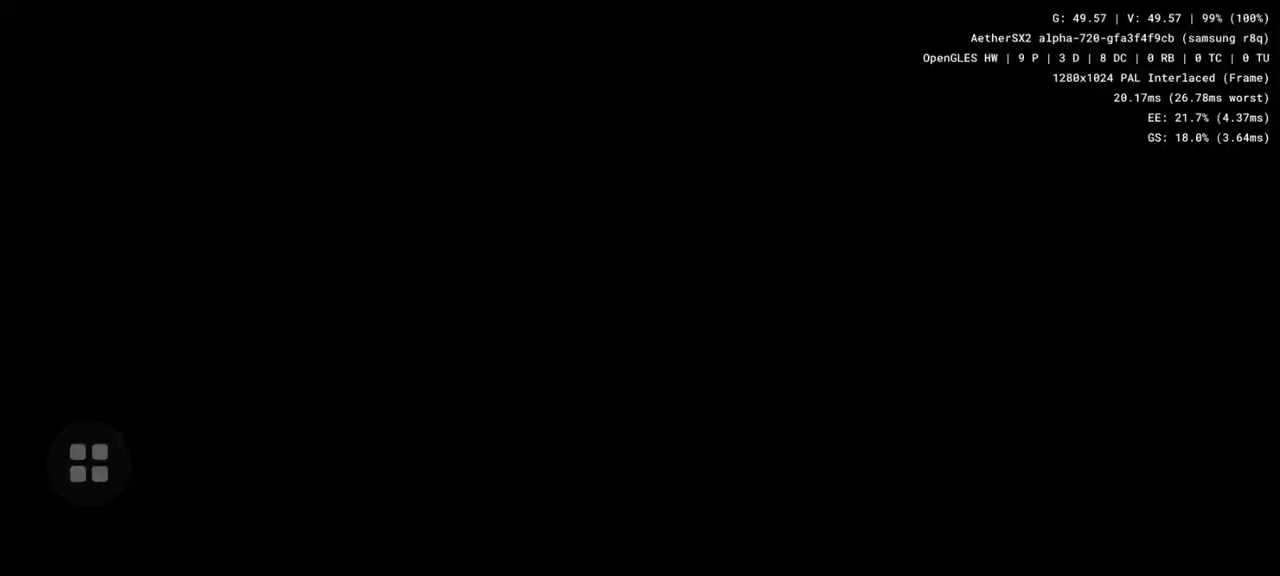 G: 49.57 | V: 49.57 | 99% (100%)
AetherSX2 alpha-720-gfa3f4f9cb (samsung r8q)
OpenGLES HW | 9 P | 3 D | 8 DC | 0 RB | 0 TC | 0 TU
1280x1024 PAL Interlaced (Frame)
20.17ms (26.78ms worst)
EE: 21.7% (4.37ms)
GS: 18.0% (3.64ms)